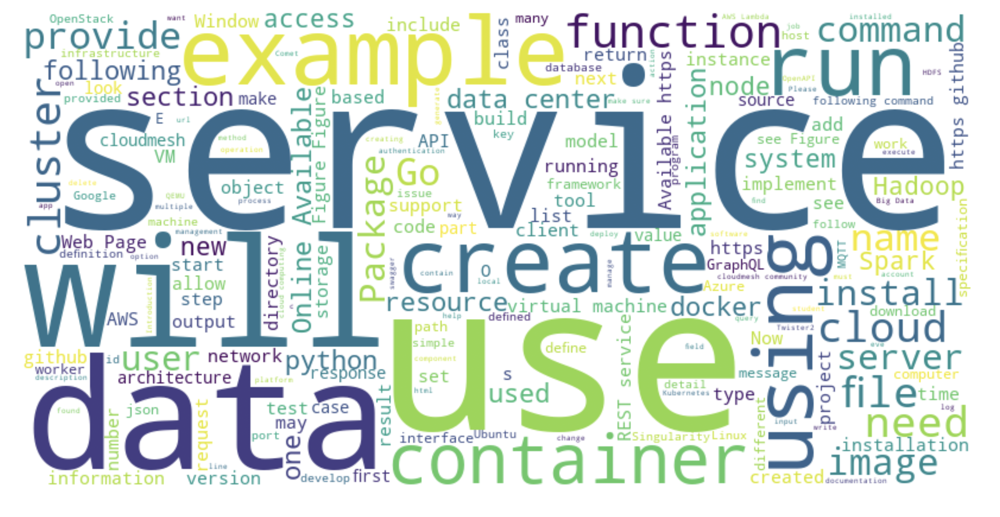 OpenStack
want
Window
access
include
many
AWS Lambda
installed
provide
example
class
function
job
host
command
infrastructure
Comet
return
action
instance
run
https github
following
database
Available https
HDFS
open
look
next
OpenAPI
node
Please
cluster
provided
section
make
Online Available
Figure Figure
based
generate
data center
make sure
application
source
following command
service
E
url
build
key
add
cloudmesh
method
creating
API
model
program
see Figure
work
VM
operation
authentication
execute
system
Package
Go
running
delete
object
framework
implement
Hadoop
Google
QEMU
issue
tool
find
Big Data
app
multiple
process
support
see
specification
machine
way
list
follow
code
part
client
management
deploy
value
software
using
name
Web Page
new
directory
cloud computing
storage
create
https
MQTT
definition
option
will
start
swagger
contain
O
manage
GraphQL
Spark
allow
local
cloudmesh community
must
account
Introduction
Azure
install
step
c
resource
virtual machine
docker
student
download
AWS
output
help
defined
REST service
query
use
path
Twister2
cloud
simple
define
field
Now
eve
github
id
user
network
python
component
project
server
worker
response
s
message
computer
description
architecture
platform
set
detail
data
result
html
used
Kubernetes
type
file
time
found
json
request
test
case
different
log
number
may
input
need
port
one
interface
Ubuntu
change
Singularity
Linux
write
container
installation
line
image
information
version
develop
first
created
documentation